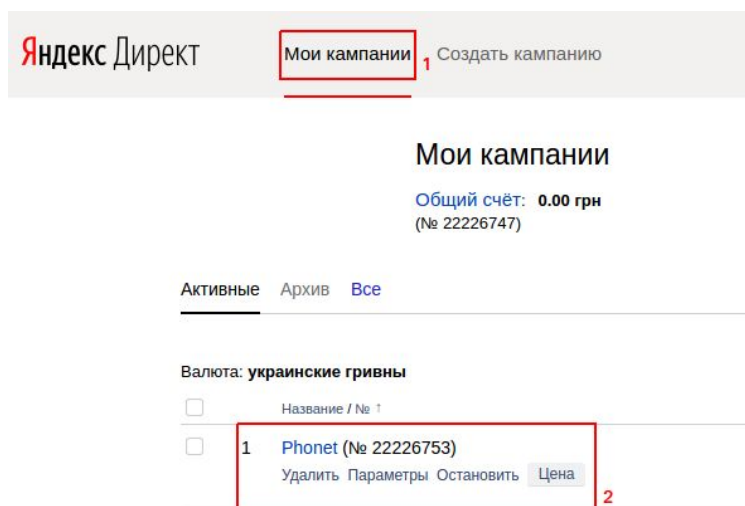 Яндекс Директ Мои кампании 1 Создать кампанию
Мои кампании
Общий счёт: 0.00 грн
(№ 22226747)
Активные Архив Все
Валюта: украинские гривны
Название / № ↑
1 Phonet (№ 22226753)
Удалить Параметры Остановить Цена
2